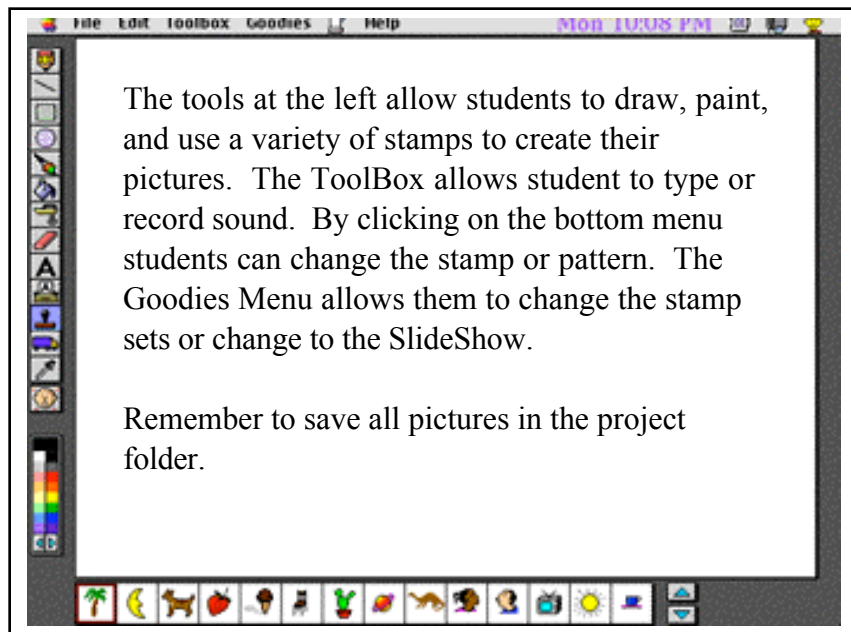 File Edit Toolbox Goodies Help Mon 10:08 PM
The tools at the left allow students to draw, paint,
and use a variety of stamps to create their
pictures. The ToolBox allows student to type or
record sound. By clicking on the bottom menu
students can change the stamp or pattern. The
Goodies Menu allows them to change the stamp
sets or change to the SlideShow.
Remember to save all pictures in the project
folder.
A